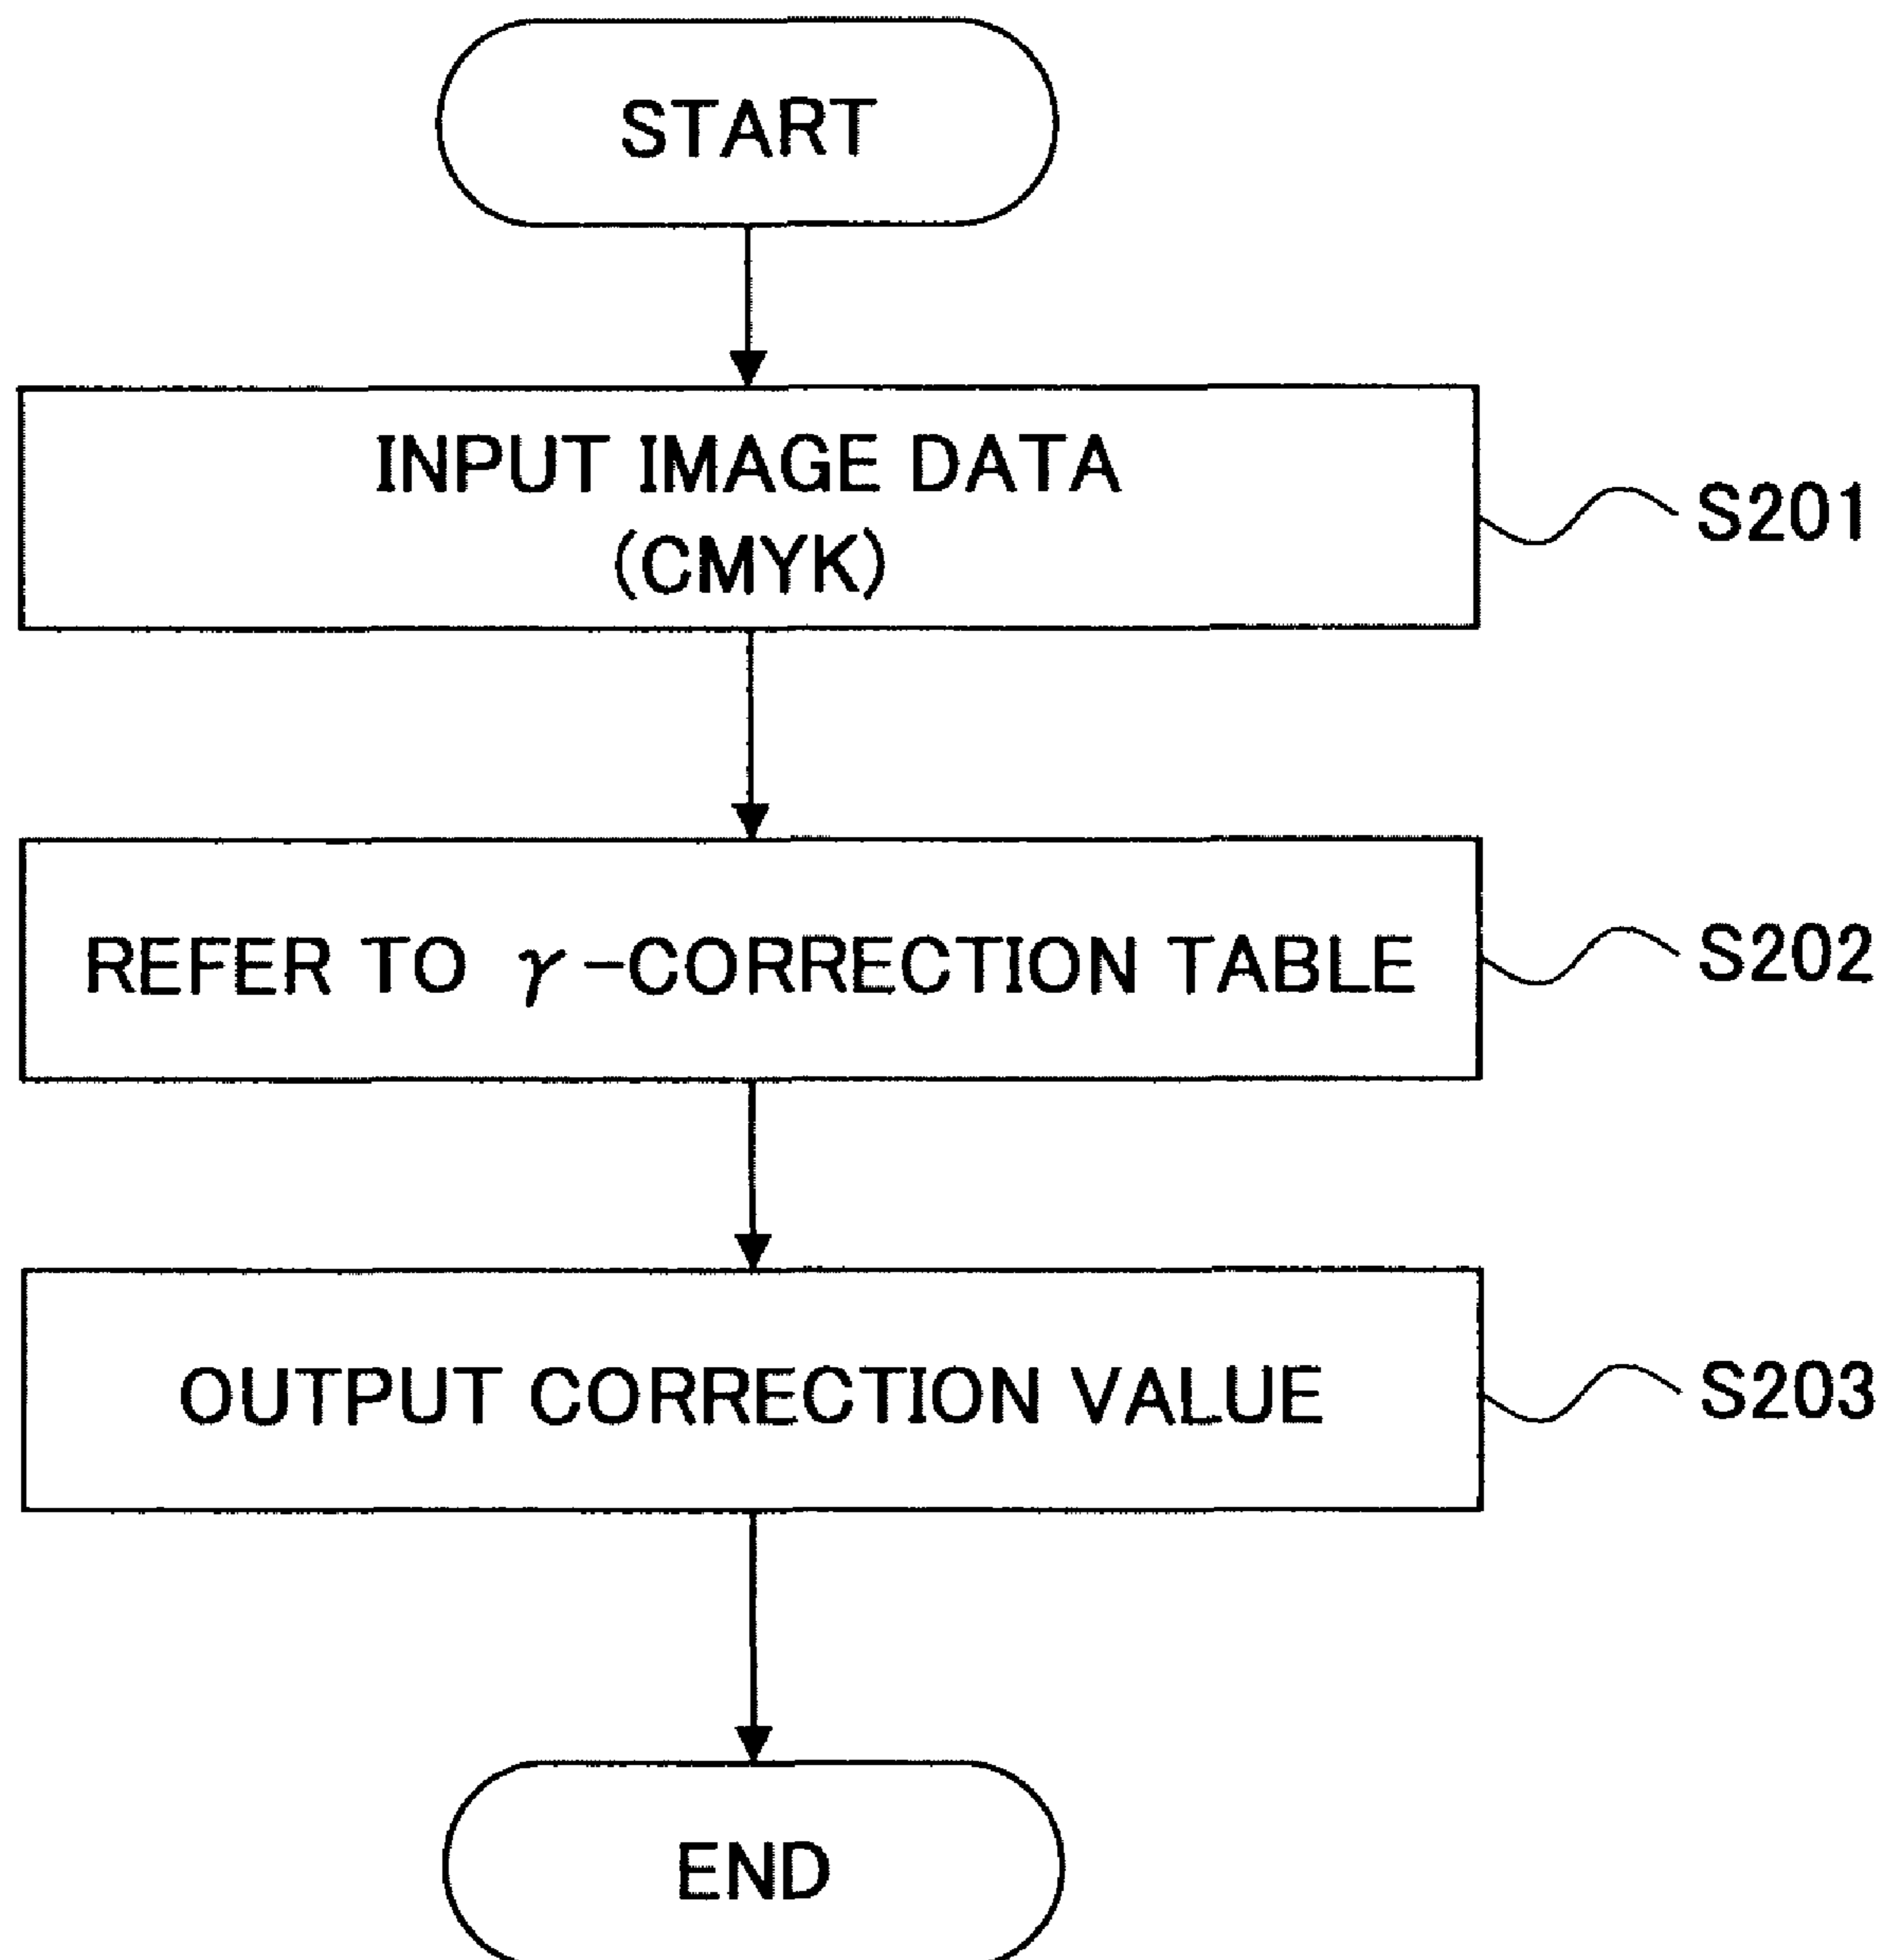 START
INPUT IMAGE DATA
(CMYK)
S201
REFER TO γ-CORRECTION TABLE
S202
OUTPUT CORRECTION VALUE
S203
END